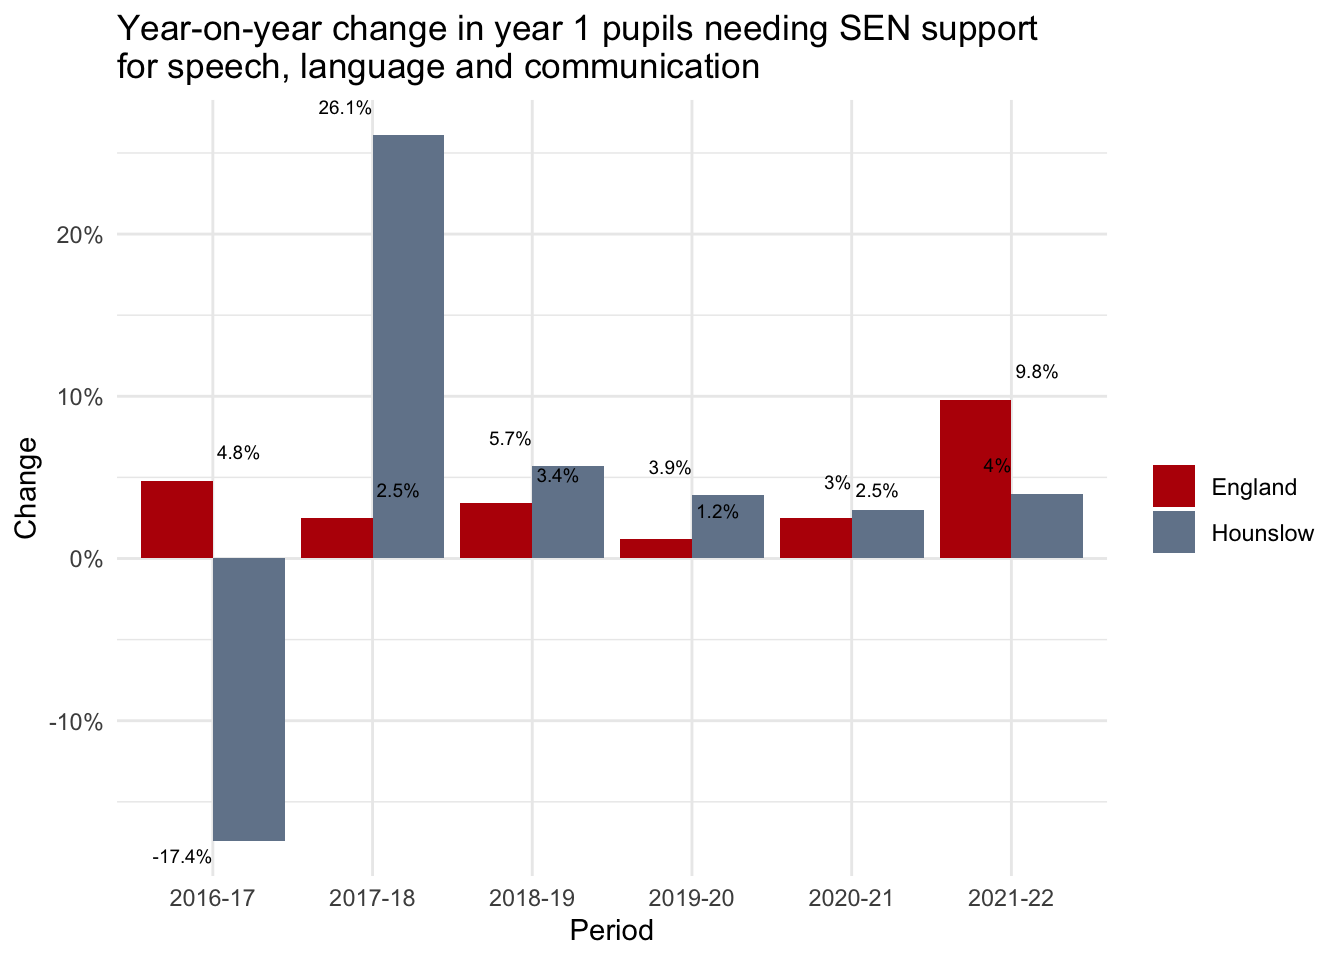 Year-on-year change in year 1 pupils needing SEN support
for speech, language and communication
26.1%
20%
9.8%
10%
4.8%
5.7%
3.9%
4%
3.4%
3%
2.5%
2.5%
1.2%
England
Hounslow
Change
0%
-10%
-17.4%
2016-17 2017-18 2018-19 2019-20 2020-21 2021-22
Period